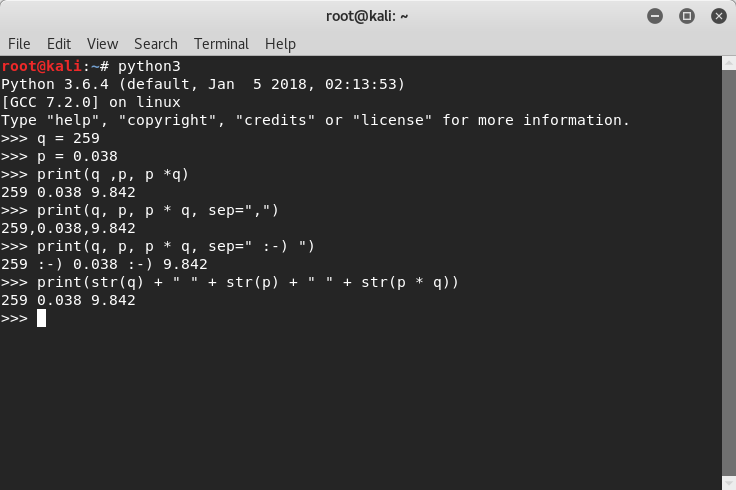 root@kali: ~
File Edit View Search Terminal Help
root@kali:~# python3
Python 3.6.4 (default, Jan  5 2018, 02:13:53)
[GCC 7.2.0] on linux
Type "help", "copyright", "credits" or "license" for more information.
>>> q = 259
>>> p = 0.038
>>> print(q ,p, p *q)
259 0.038 9.842
>>> print(q, p, p * q, sep=",")
259,0.038,9.842
>>> print(q, p, p * q, sep=" :-) ")
259 :-) 0.038 :-) 9.842
>>> print(str(q) + " " + str(p) + " " + str(p * q))
259 0.038 9.842
>>>